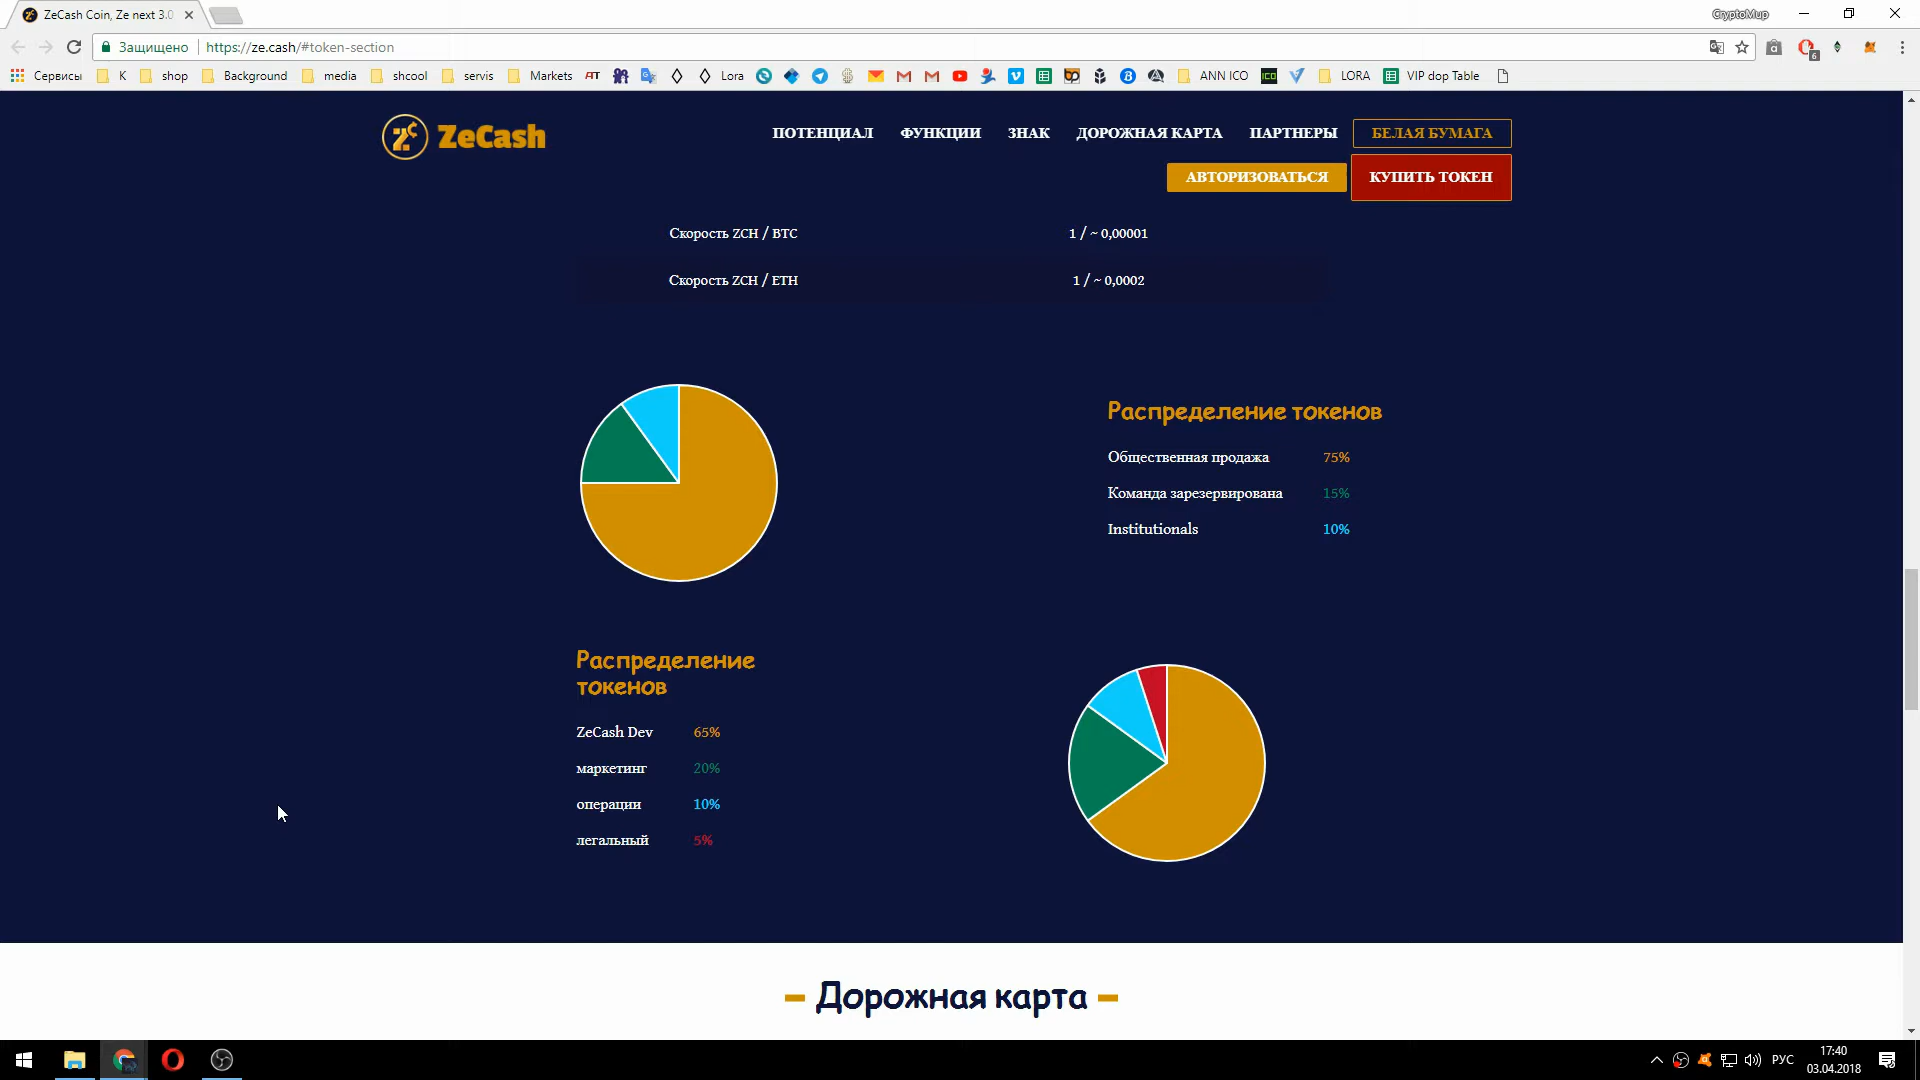 ZeCash Coin, Ze next 3.0
CryptoMup
Защищено
https://ze.cash/#token-section
6
Сервисы
K
shop
Background
media
shcool
servis
Markets
Lora
ANN ICO
ICO
LORA
VIP dop Table
ZeCash
ПОТЕНЦИАЛ
ФУНКЦИИ
ЗНАК
ДОРОЖНАЯ КАРТА
ПАРТНЕРЫ
БЕЛАЯ БУМАГА
АВТОРИЗОВАТЬСЯ
КУПИТЬ ТОКЕН
Скорость ZCH / BTC 1 / ~ 0,00001
Скорость ZCH / ETH 1 / ~ 0,0002
Распределение токенов
Общественная продажа 75%
Команда зарезервирована 15%
Institutionals 10%
Распределение
токенов
ZeCash Dev 65%
маркетинг 20%
операции 10%
легальный 5%
Дорожная карта
РУС
17:40
03.04.2018